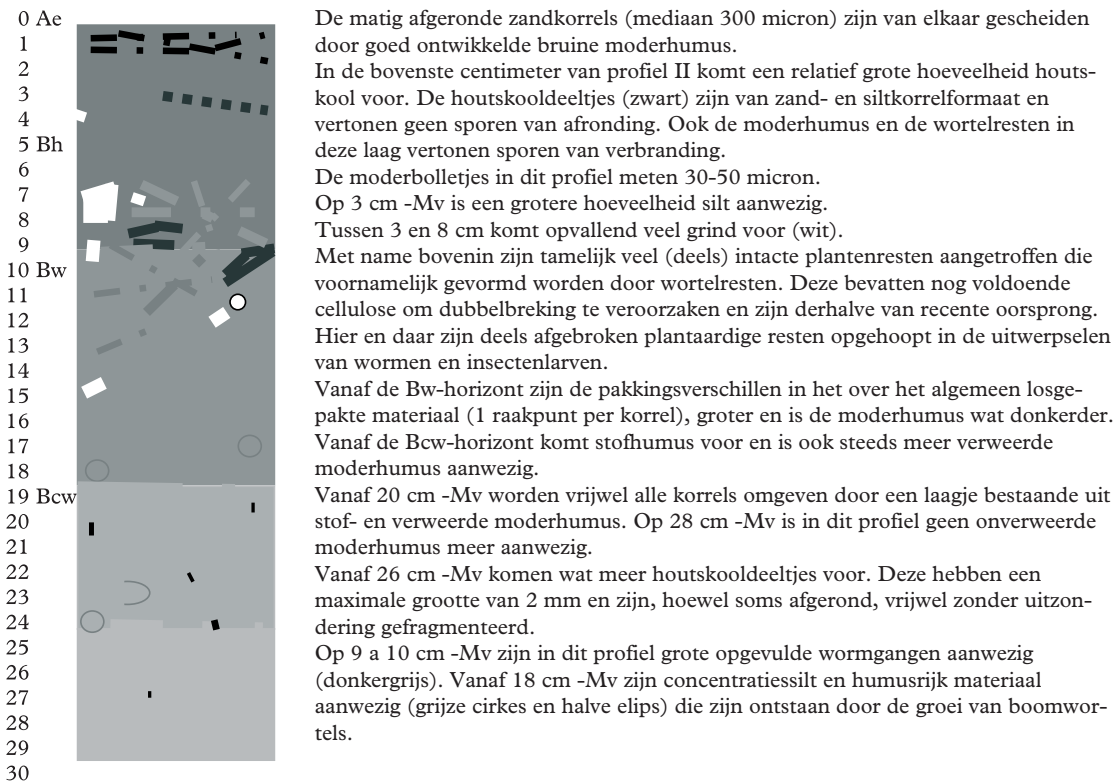 0 Ae
1
2
3
4
5 Bh
6
7
8
9
10 Bw
11
12
13
14
15
16
17
18
19 Bcw
20
21
22
23
24
25
26
27
28
29
30
De matig afgeronde zandkorrels (mediaan 300 micron) zijn van elkaar gescheiden
door goed ontwikkelde bruine moderhumus.
In de bovenste centimeter van profiel II komt een relatief grote hoeveelheid houts-
kool voor. De houtskooldeeltjes (zwart) zijn van zand- en siltkorrelformaat en
vertonen geen sporen van afronding. Ook de moderhumus en de wortelresten in
deze laag vertonen sporen van verbranding.
De moderbolletjes in dit profiel meten 30-50 micron.
Op 3 cm -Mv is een grotere hoeveelheid silt aanwezig.
Tussen 3 en 8 cm komt opvallend veel grind voor (wit).
Met name bovenin zijn tamelijk veel (deels) intacte plantenresten aangetroffen die
voornamelijk gevormd worden door wortelresten. Deze bevatten nog voldoende
cellulose om dubbelbreking te veroorzaken en zijn derhalve van recente oorsprong.
Hier en daar zijn deels afgebroken plantaardige resten opgehoopt in de uitwerpselen
van wormen en insectenlarven.
Vanaf de Bw-horizont zijn de pakkingsverschillen in het over het algemeen losge-
pakte materiaal (1 raakpunt per korrel), groter en is de moderhumus wat donkerder.
Vanaf de Bcw-horizont komt stofhumus voor en is ook steeds meer verweerde
moderhumus aanwezig.
Vanaf 20 cm -Mv worden vrijwel alle korrels omgeven door een laagje bestaande uit
stof- en verweerde moderhumus. Op 28 cm -Mv is in dit profiel geen onverweerde
moderhumus meer aanwezig.
Vanaf 26 cm -Mv komen wat meer houtskooldeeltjes voor. Deze hebben een
maximale grootte van 2 mm en zijn, hoewel soms afgerond, vrijwel zonder uitzon-
dering gefragmenteerd.
Op 9 a 10 cm -Mv zijn in dit profiel grote opgevulde wormgangen aanwezig
(donkergrijs). Vanaf 18 cm -Mv zijn concentratiessilt en humusrijk materiaal
aanwezig (grijze cirkes en halve elips) die zijn ontstaan door de groei van boomwor-
tels.